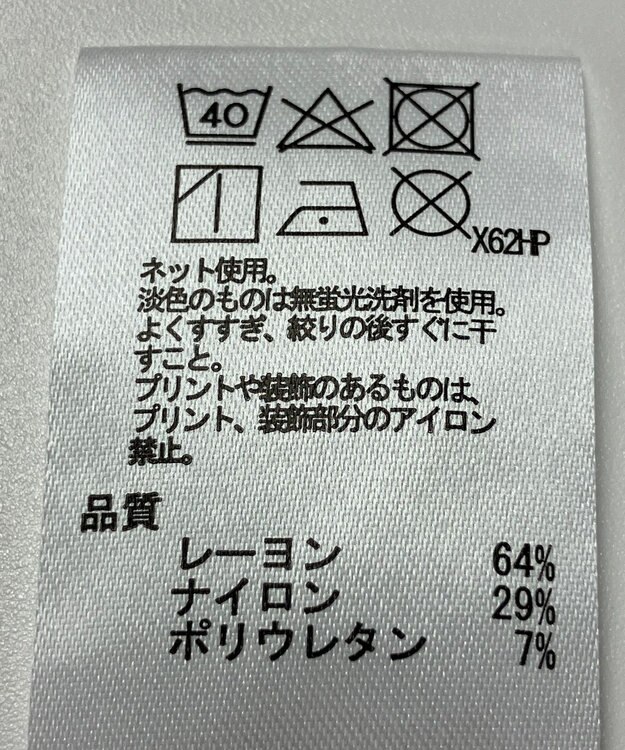 40
X62HP
ネット使用。
淡色のものは無蛍光洗剤を使用。
よくすすぎ、絞りの後すぐに干
すこと。
プリントや装飾のあるものは、
プリント、装飾部分のアイロン
禁止。
品質
レーヨン 64%
ナイロン 29%
ポリウレタン 7%